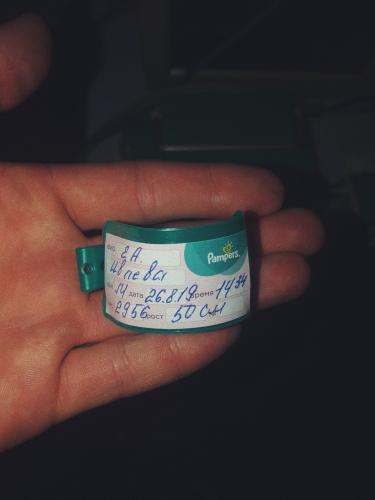 Е.А.
Pampers.
дата 26.8.19 время 14 34
2956 рост 50 см